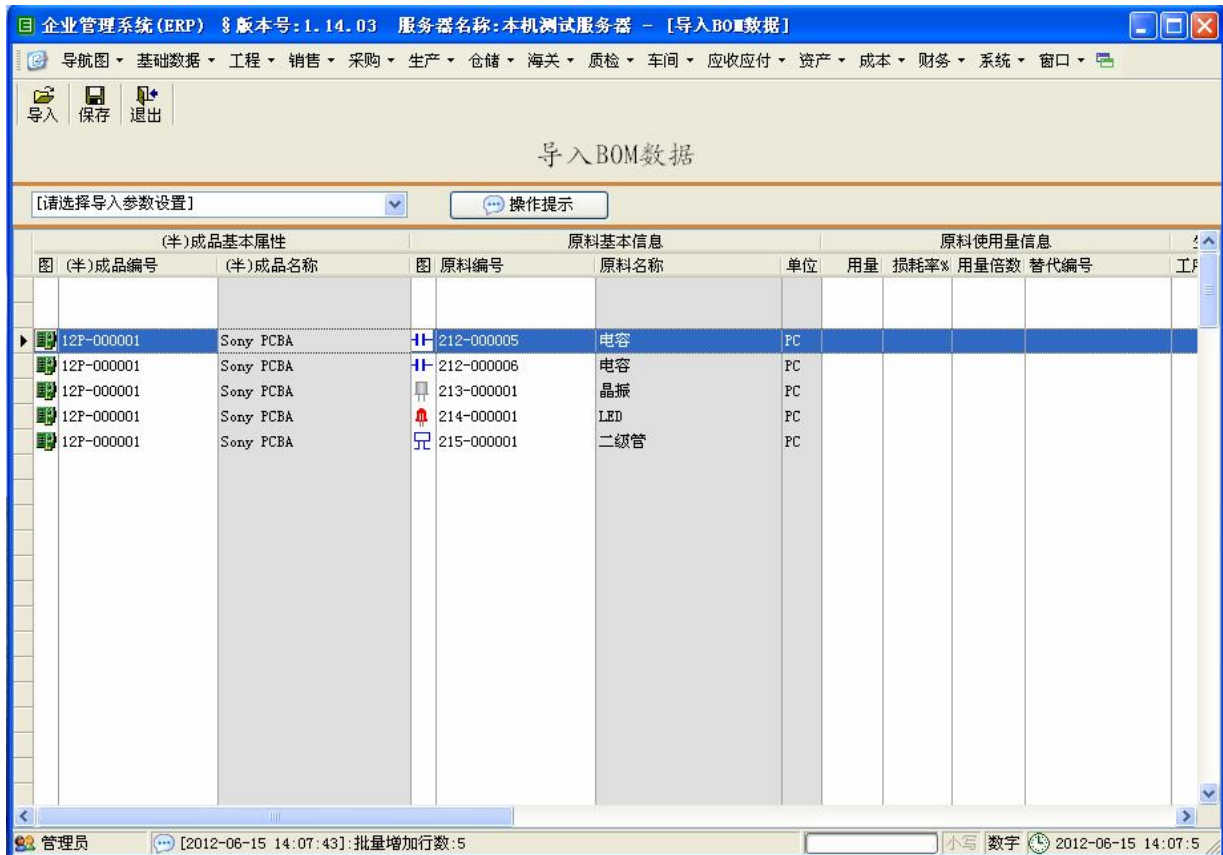 企业管理系统(ERP) §版本号:1.14.03 服务器名称:本机测试服务器 - [导入BOM数据]
导航图 基础数据 工程 销售 采购 生产 仓储 海关 质检 车间 应收应付 资产 成本 财务 系统 窗口
导入 保存 退出
导入BOM数据
[请选择导入参数设置] 操作提示
(半)成品基本属性 原料基本信息 原料使用量信息
图 (半)成品编号 (半)成品名称 图 原料编号 原料名称 单位 用量 损耗率% 用量倍数 替代编号
12P-000001 Sony PCBA 212-000005 电容 PC
12P-000001 Sony PCBA 212-000006 电容 PC
12P-000001 Sony PCBA 213-000001 晶振 PC
12P-000001 Sony PCBA 214-000001 LED PC
12P-000001 Sony PCBA 215-000001 二级管 PC
管理员 [2012-06-15 14:07:43]:批量增加行数:5 小写 数字 2012-06-15 14:07:5